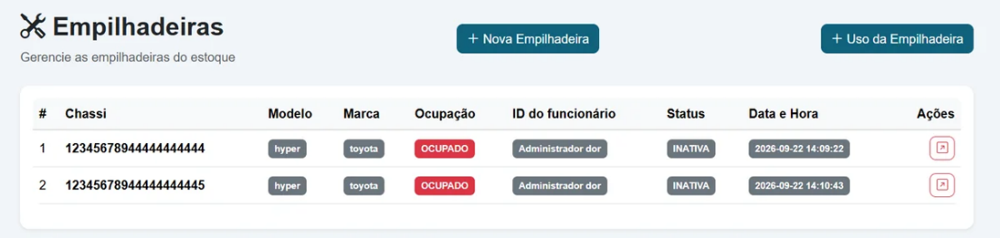 Empilhadeiras
Gerencie as empilhadeiras do estoque
+ Nova Empilhadeira
+ Uso da Empilhadeira
# Chassi Modelo Marca Ocupação ID do funcionário Status Data e Hora Ações
1 12345678944444444444 hyper toyota OCUPADO Administrador dor INATIVA 2026-09-22 14:09:22
2 12345678944444444445 hyper toyota OCUPADO Administrador dor INATIVA 2026-09-22 14:10:43